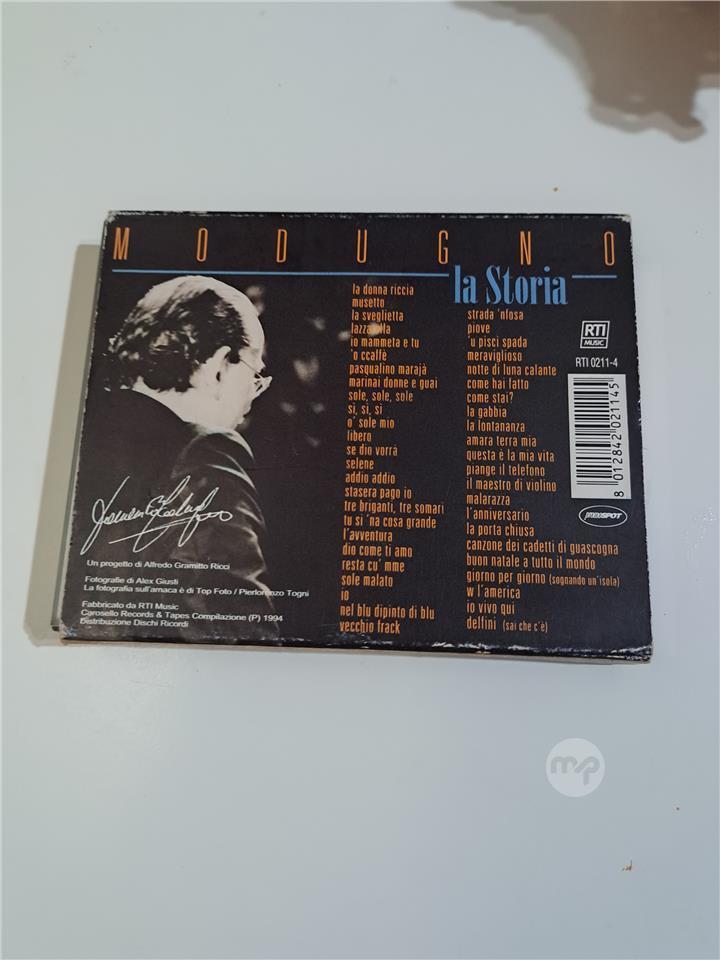 MODUGNO
la Storia
la donna riccia
musetto
la sveglietta
lazzarella
io mammeta e tu
'o ccaffè
pasqualino marajà
marinai donne e guai
sole, sole, sole
si, si, si
o' sole mio
libero
se dio vorrà
selene
addio addio
stasera pago io
tre briganti, tre somari
tu si 'na cosa grande
l'avventura
dio come ti amo
resta cu' mme
sole malato
io
nel blu dipinto di blu
vecchio frack
strada 'nfosa
piove
'u pisci spada
meraviglioso
notte di luna calante
come hai fatto
come stai?
la gabbia
la lontananza
amara terra mia
questa è la mia vita
piange il telefono
il maestro di violino
malarazza
l'anniversario
la porta chiusa
canzone dei cadetti di guascogna
buon natale a tutto il mondo
giorno per giorno (sognando un'isola)
w l'america
io vivo qui
delfini (sai che c'è)
RTI
MUSIC
RTI 0211-4
8 012842 021145
Un progetto di Alfredo Gramitto Ricci
Fotografie di Alex Giusti
La fotografia sull'amaca è di Top Foto / Pierlorenzo Togni
Fabbricato da RTI Music
Carosello Records & Tapes Compilazione (P) 1994
Distribuzione Dischi Ricordi
mp